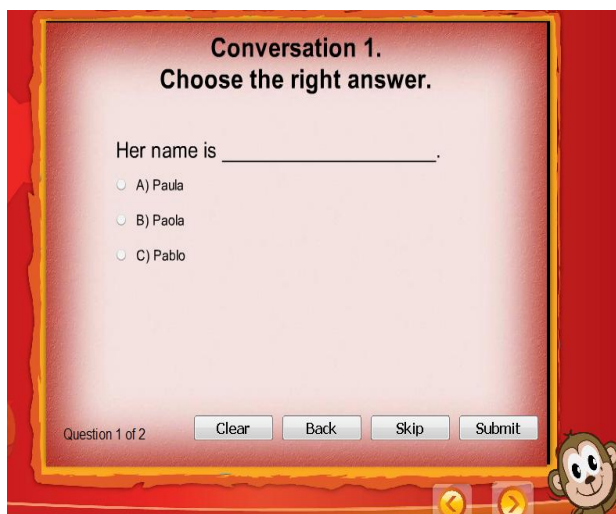 Conversation 1.
Choose the right answer.
Her name is ____________________.
A) Paula
B) Paola
C) Pablo
Question 1 of 2
Clear
Back
Skip
Submit